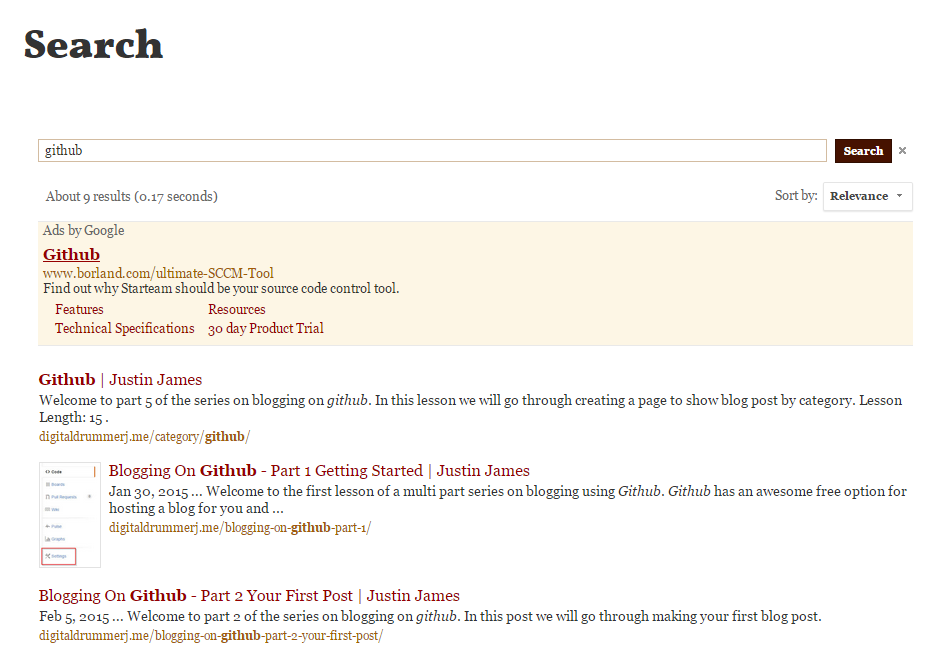 Search
github
Search ×
About 9 results (0.17 seconds)
Sort by: Relevance
Ads by Google
Github
www.borland.com/ultimate-SCCM-Tool
Find out why Starteam should be your source code control tool.
Features Resources
Technical Specifications 30 day Product Trial
Github | Justin James
Welcome to part 5 of the series on blogging on github. In this lesson we will go through creating a page to show blog post by category. Lesson
Length: 15 .
digitaldrummerj.me/category/github/
Code
Boards
Pull Requests
Wiki
Pulse
Graphs
Settings
Blogging On Github - Part 1 Getting Started | Justin James
Jan 30, 2015 ... Welcome to the first lesson of a multi part series on blogging using Github. Github has an awesome free option for
hosting a blog for you and ...
digitaldrummerj.me/blogging-on-github-part-1/
Blogging On Github - Part 2 Your First Post | Justin James
Feb 5, 2015 ... Welcome to part 2 of the series on blogging on github. In this post we will go through making your first blog post.
digitaldrummerj.me/blogging-on-github-part-2-your-first-post/